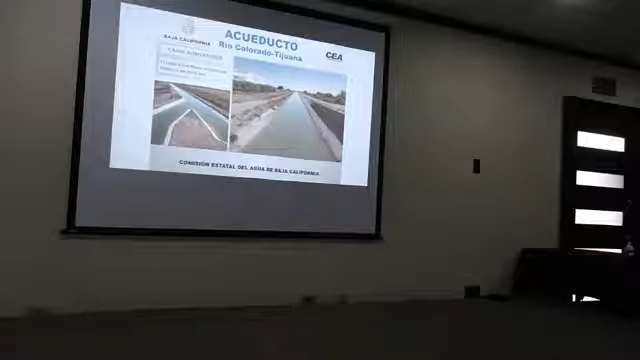 ACUEDUCTO
Río Colorado-Tijuana
BAJA CALIFORNIA
CEA
COMISIÓN ESTATAL DEL AGUA DE BAJA CALIFORNIA